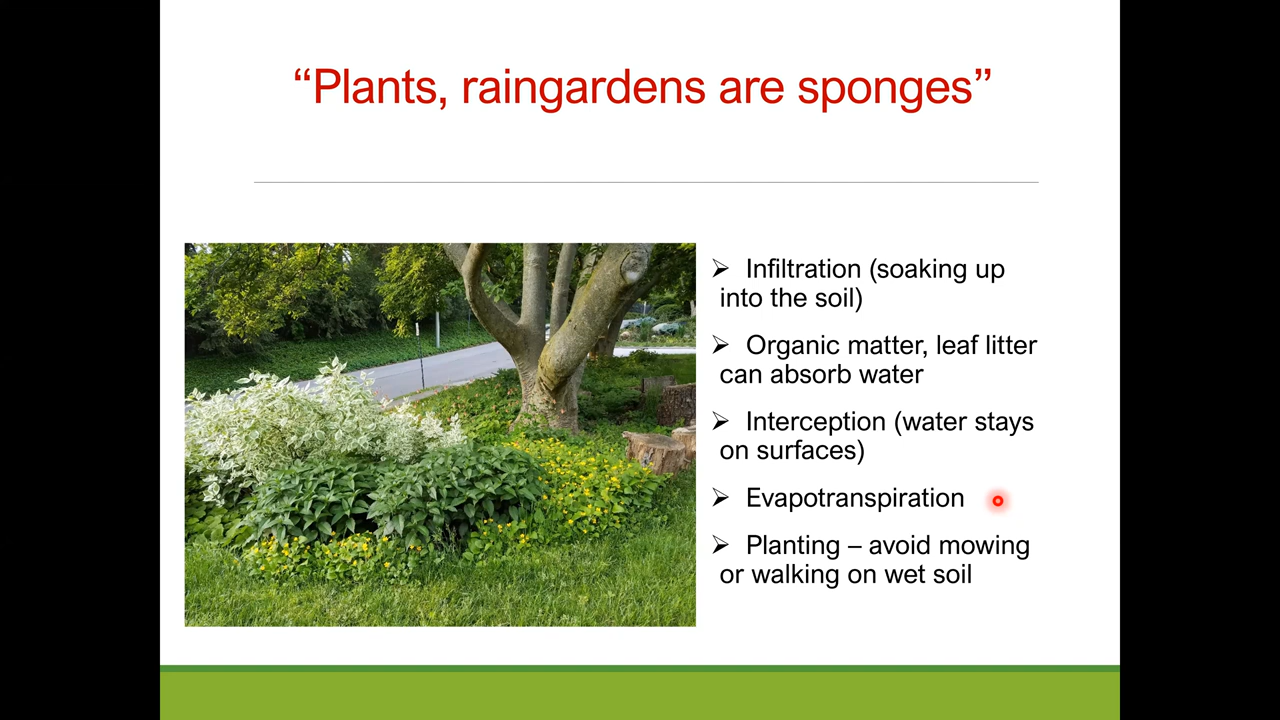 “Plants, raingardens are sponges”
➢ Infiltration (soaking up
into the soil)
➢ Organic matter, leaf litter
can absorb water
➢ Interception (water stays
on surfaces)
➢ Evapotranspiration
➢ Planting – avoid mowing
or walking on wet soil